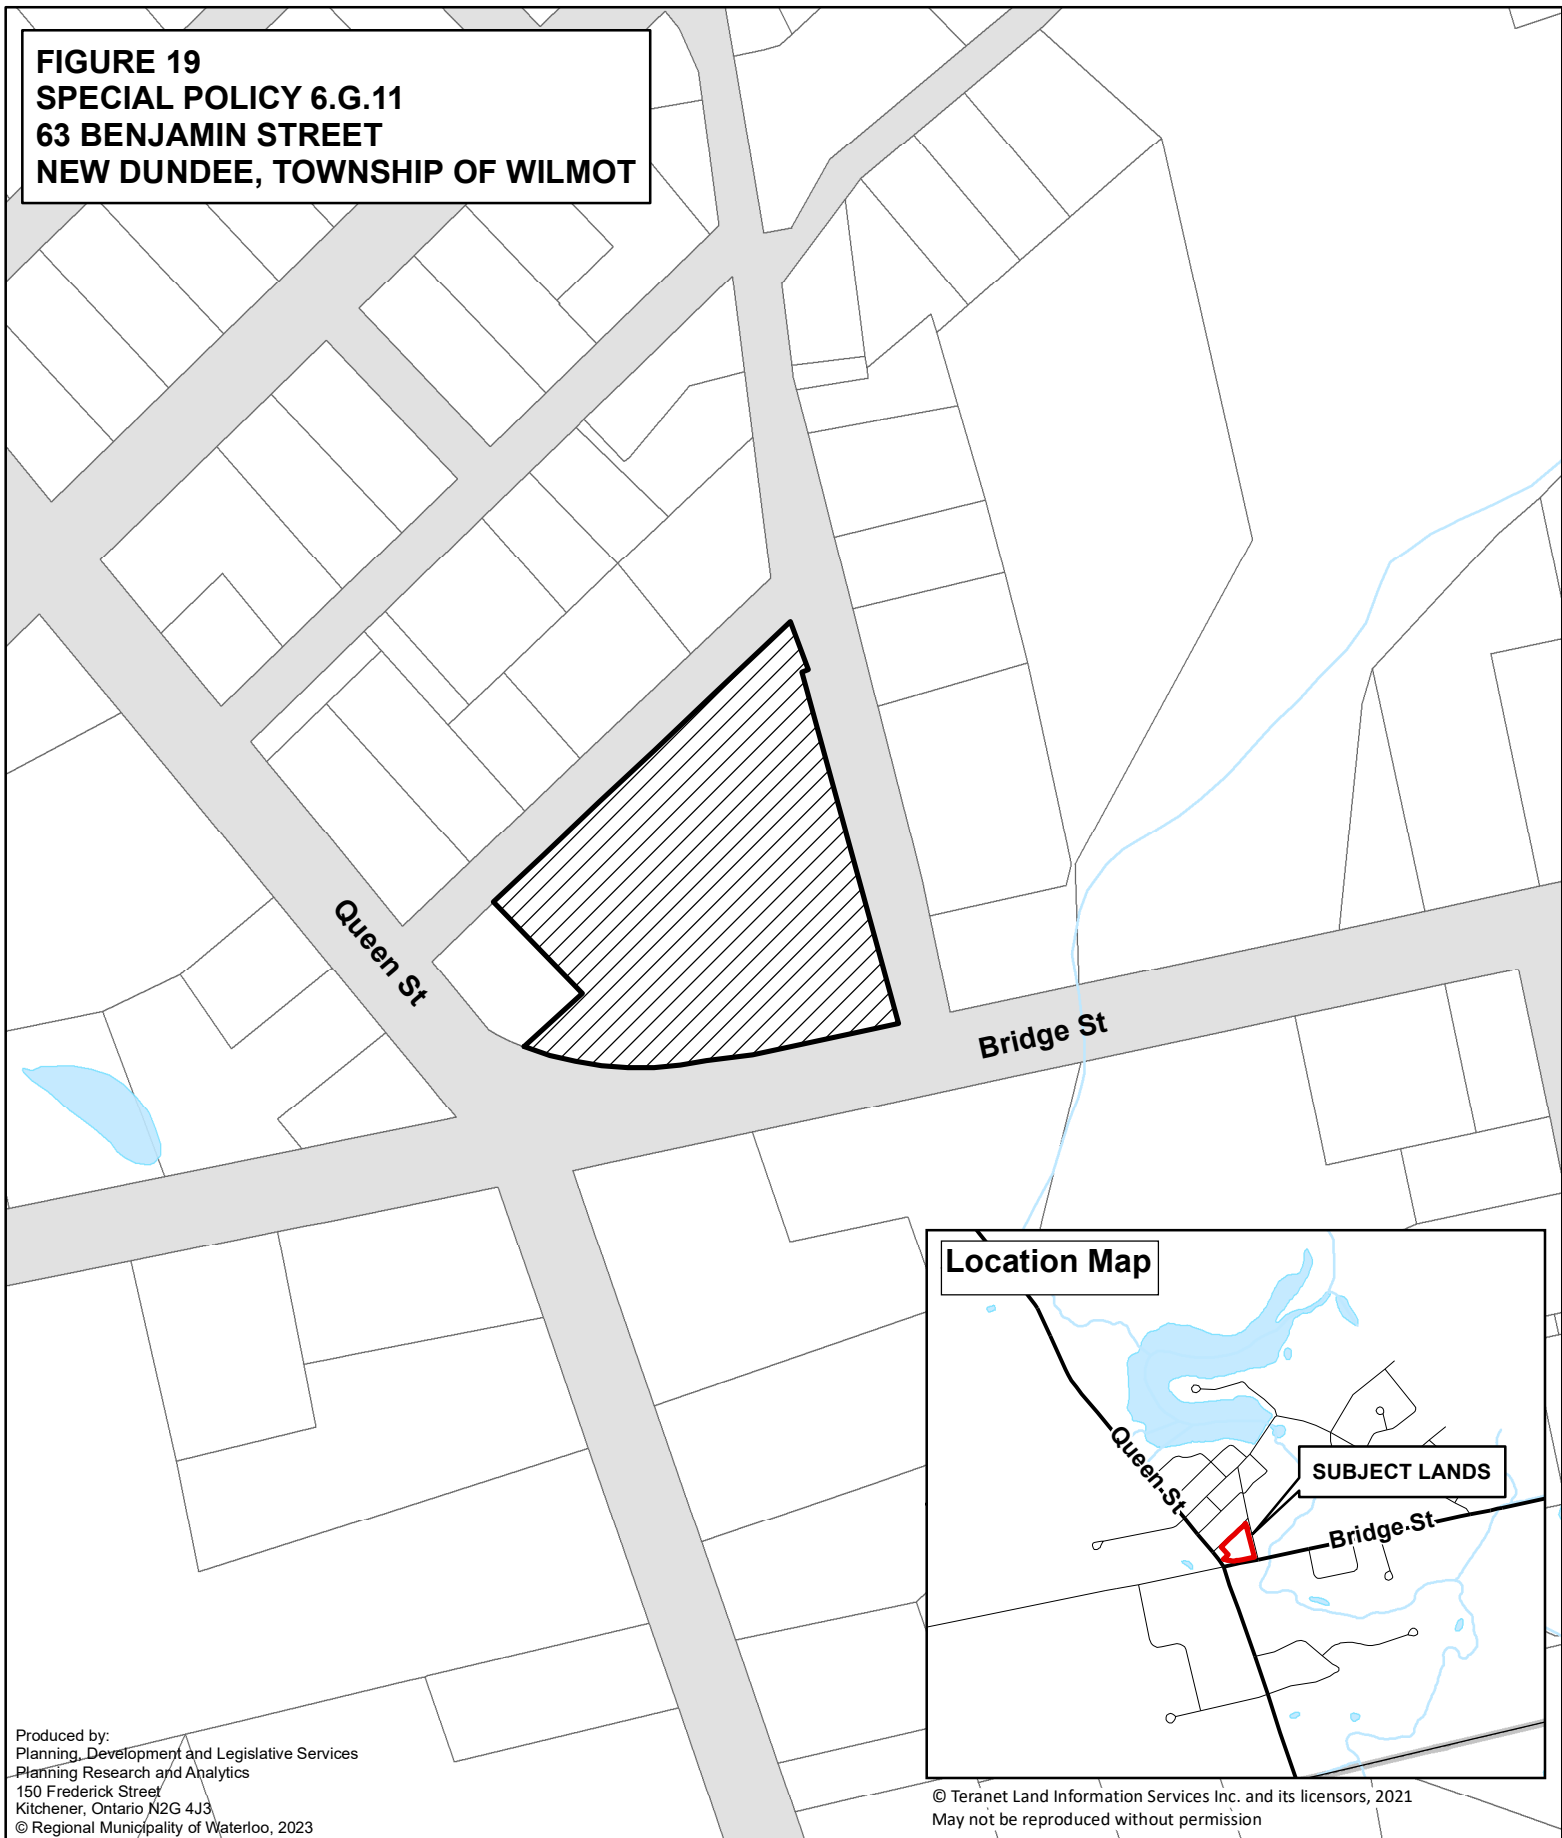 FIGURE 19
SPECIAL POLICY 6.G.11
63 BENJAMIN STREET
NEW DUNDEE, TOWNSHIP OF WILMOT
Queen St
Bridge St
Location Map
Queen St
SUBJECT LANDS
Bridge St
Produced by:
Planning, Development and Legislative Services
Planning Research and Analytics
150 Frederick Street
Kitchener, Ontario N2G 4J3
© Regional Municipality of Waterloo, 2023
© Teranet Land Information Services Inc. and its licensors, 2021
May not be reproduced without permission